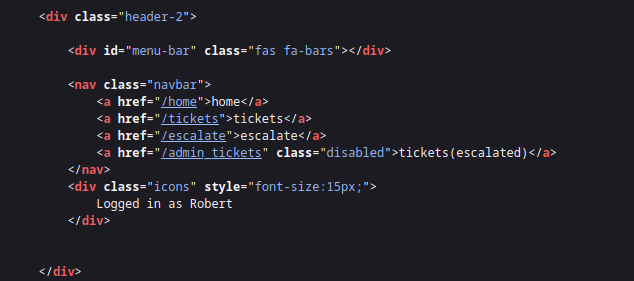 <div class="header-2">
<div id="menu-bar" class="fas fa-bars"></div>
<nav class="navbar">
<a href="/home">home</a>
<a href="/tickets">tickets</a>
<a href="/escalate">escalate</a>
<a href="/admin_tickets" class="disabled">tickets(escalated)</a>
</nav>
<div class="icons" style="font-size:15px;">
Logged in as Robert
</div>
</div>